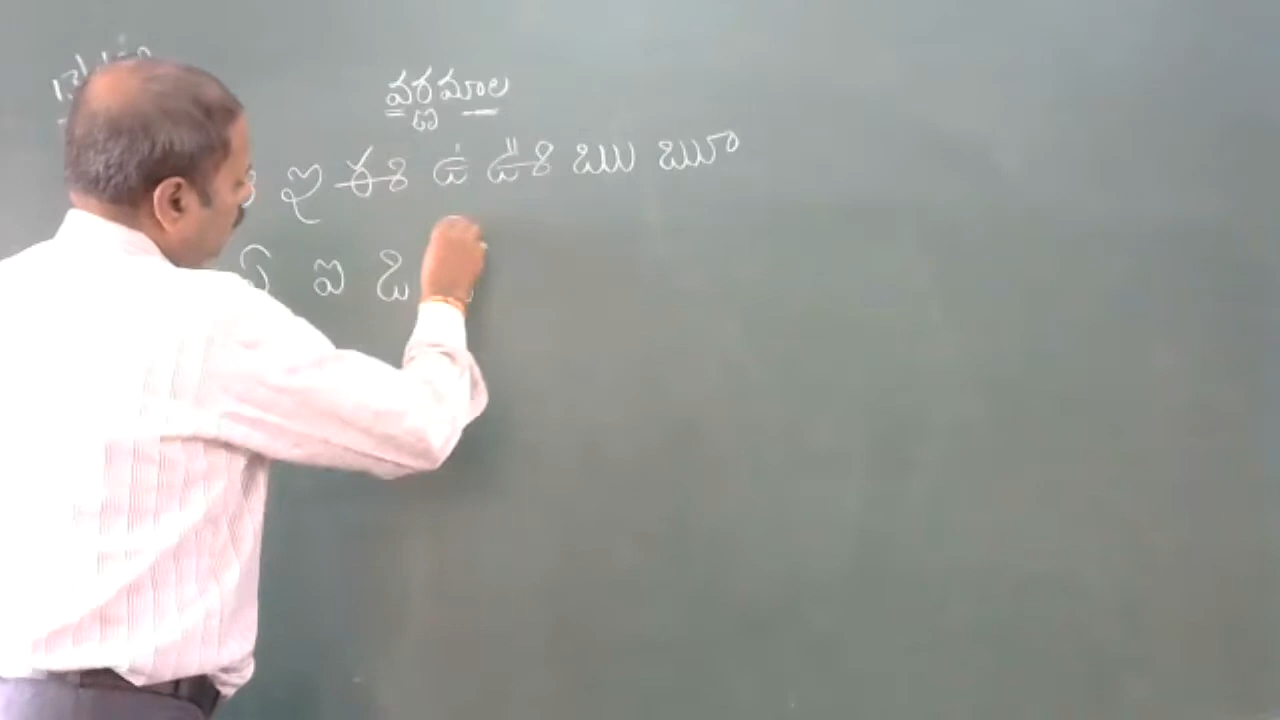 వర్ణమాల
ఇ ఈ ఉ ఊ ఋ ౠ
ఏ ఐ ఒ